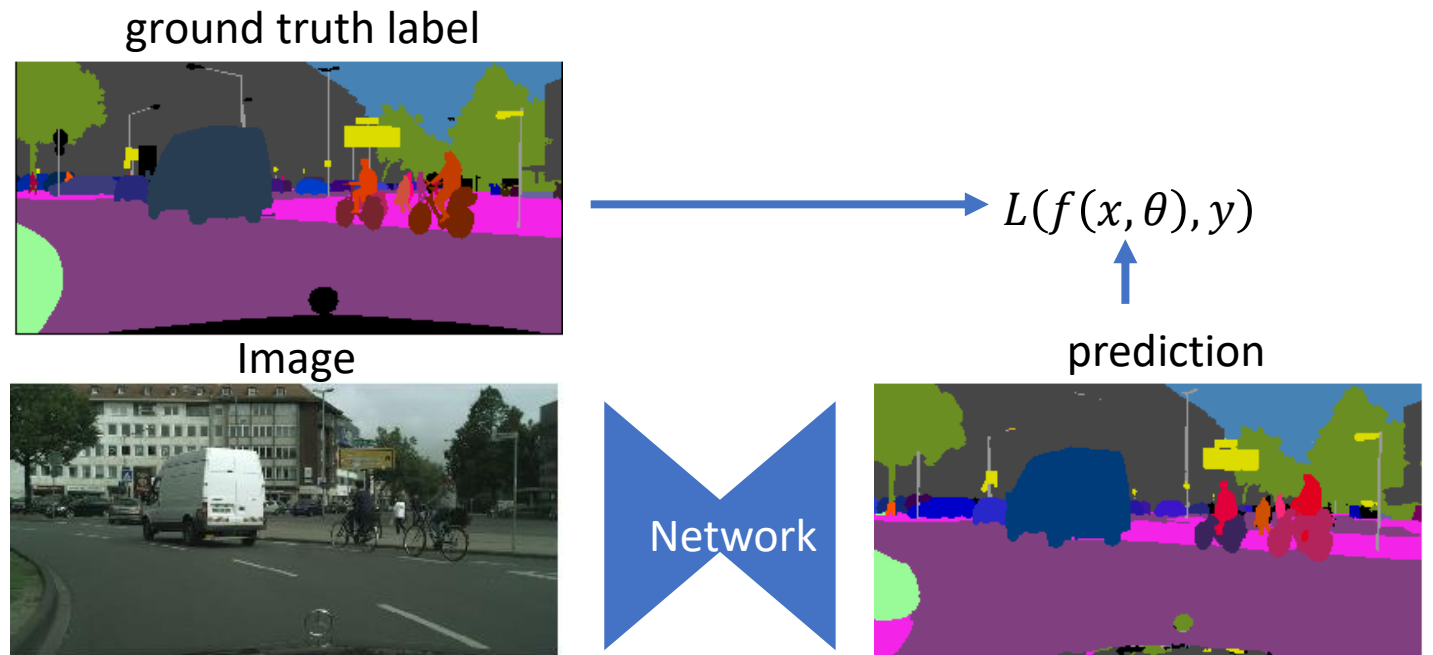 ground truth label
L(f(x, θ), y)
Image
prediction
Network